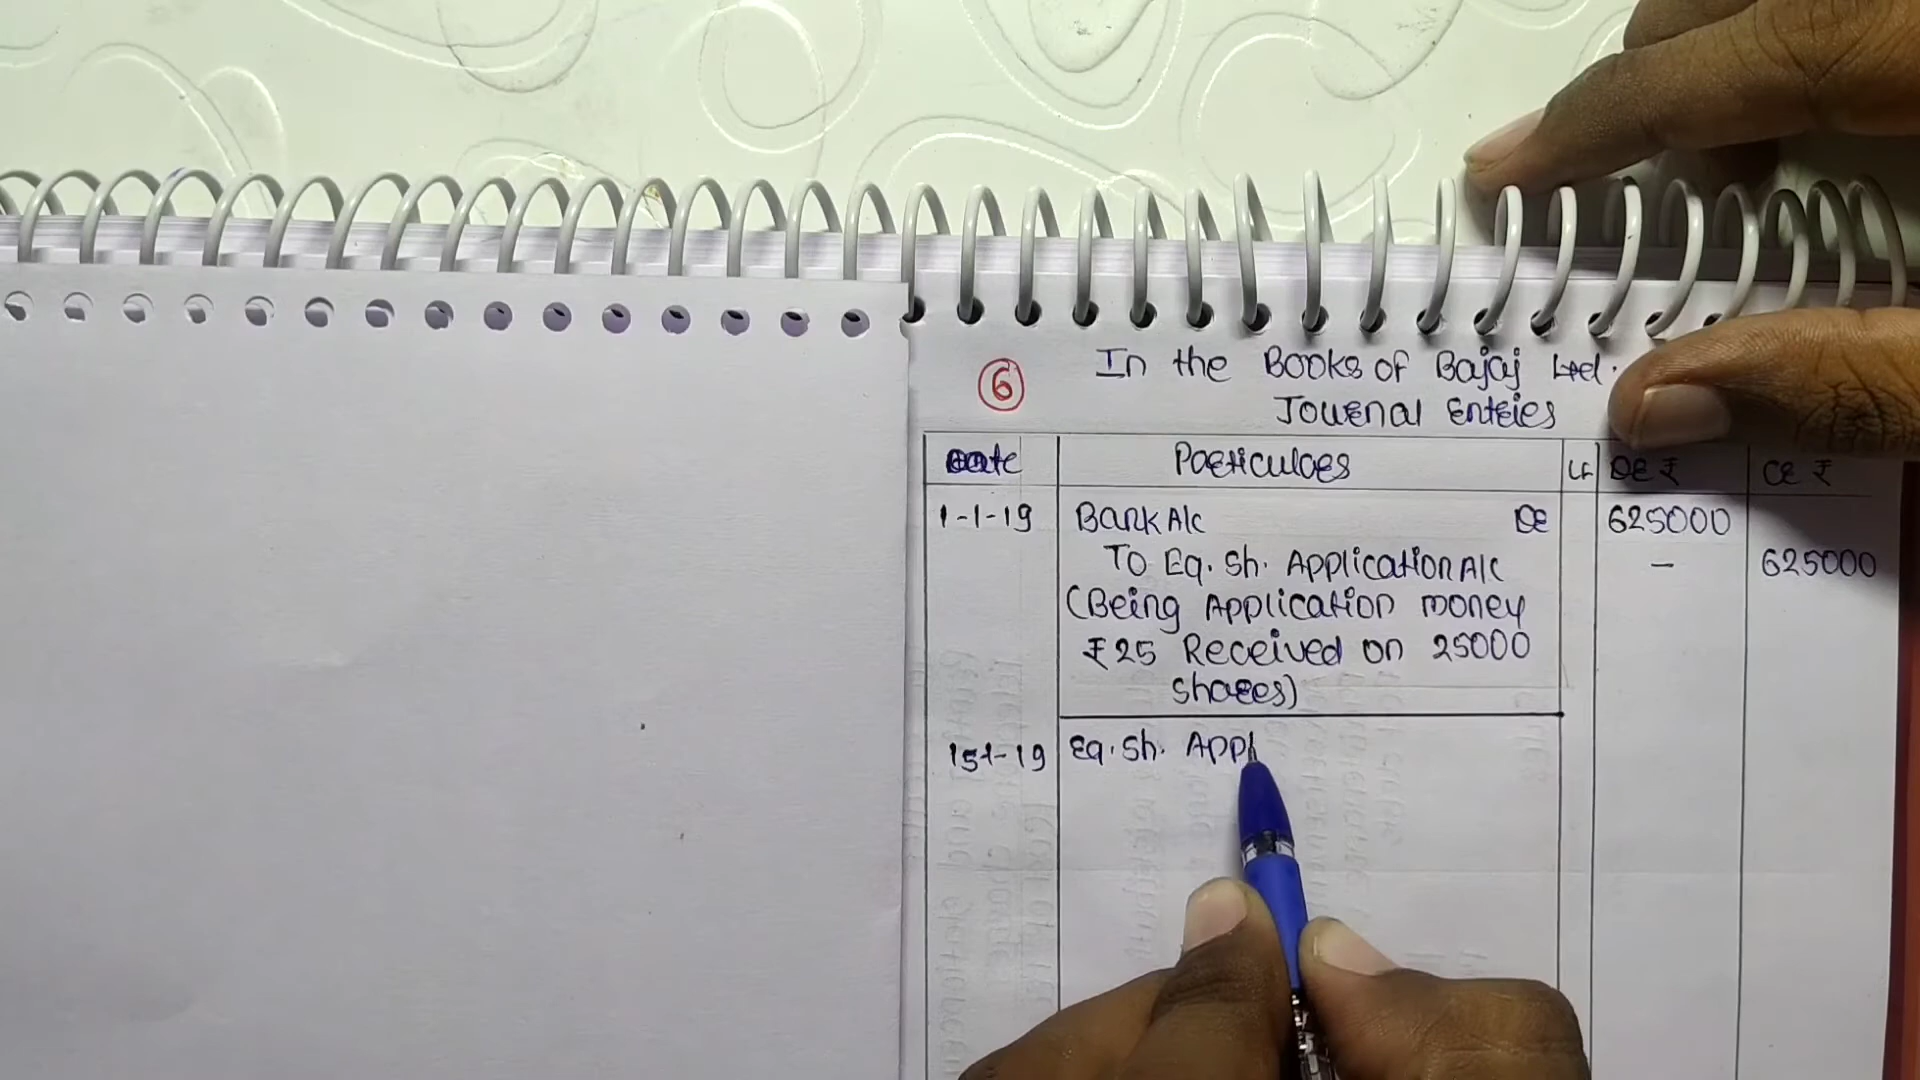 6
In the Books of Bajaj Ltd.
Journal Entries
Date Particulars LF DR ₹ CR ₹
1-1-19 Bank A/c DR 625000
To Eq. Sh. Application A/c - 625000
(Being Application money
₹25 Received on 25000
Shares)
15-1-19 Eq. Sh. Appl